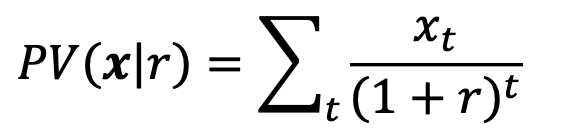 PV(x|r) = ∑_t x_t / (1 + r)^t